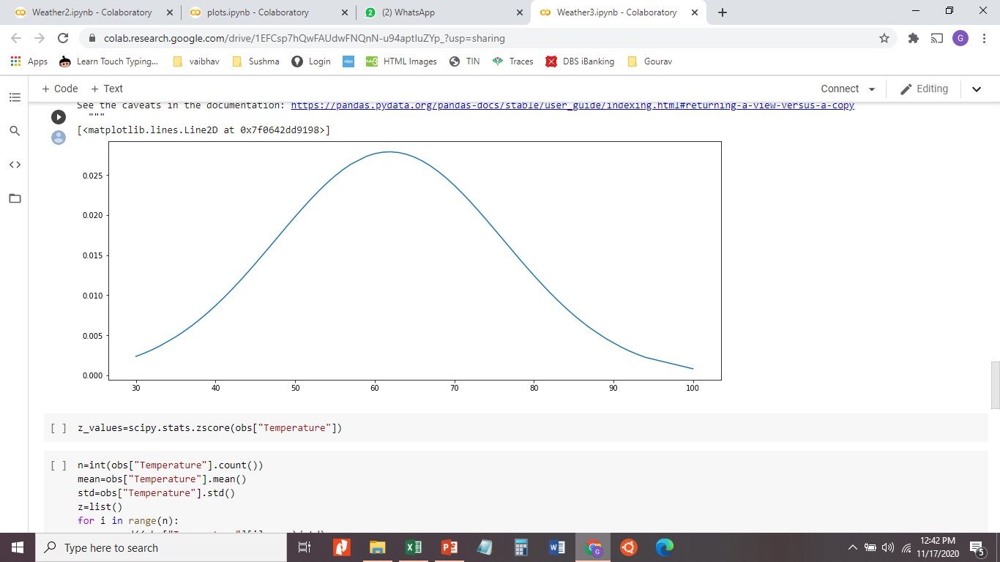 Weather2.ipynb - Colaboratory
plots.ipynb - Colaboratory
2
(2) WhatsApp
Weather3.ipynb - Colaboratory
colab.research.google.com/drive/1EFCsp7hQwFAUdwFNQnN-u94aptIuZYp_?usp=sharing
G
Apps
Learn Touch Typing...
vaibhav
Sushma
Login
HTML Images
TIN
Traces
DBS iBanking
Gourav
+ Code + Text
Connect
Editing
See the caveats in the documentation: https://pandas.pydata.org/pandas-docs/stable/user_guide/indexing.html#returning-a-view-versus-a-copy
"""
[<matplotlib.lines.Line2D at 0x7f0642dd9198>]
0.025
0.020
0.015
0.010
0.005
0.000
30 40 50 60 70 80 90 100
[ ] z_values=scipy.stats.zscore(obs["Temperature"])
[ ] n=int(obs["Temperature"].count())
mean=obs["Temperature"].mean()
std=obs["Temperature"].std()
z=list()
for i in range(n):
Type here to search
12:42 PM
11/17/2020
5